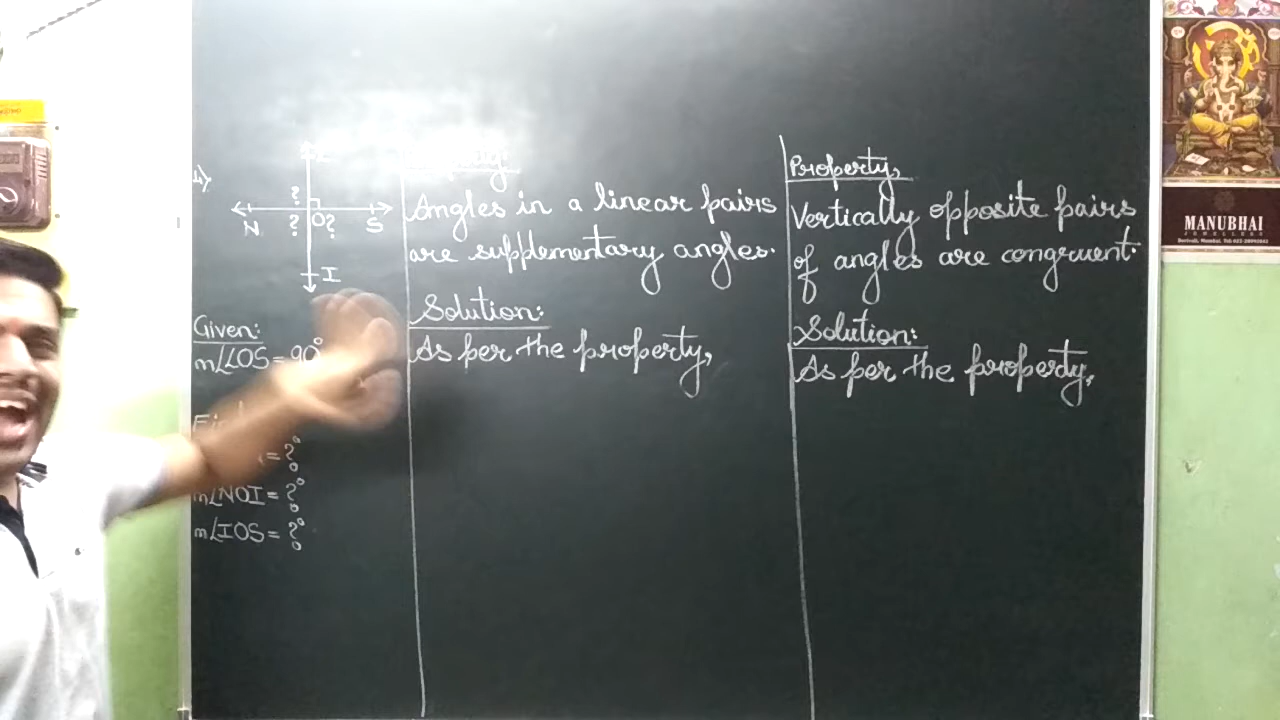 4)
?
N ? O ? S
I
Given:
m∠LOS = 90°
= ?°
m∠NOI = ?°
m∠IOS = ?°
Angles in a linear pairs
are supplementary angles.
Solution:
As per the property,
Property,
Vertically opposite pairs
of angles are congruent.
Solution:
As per the property,
MANUBHAI
JEWELLERS